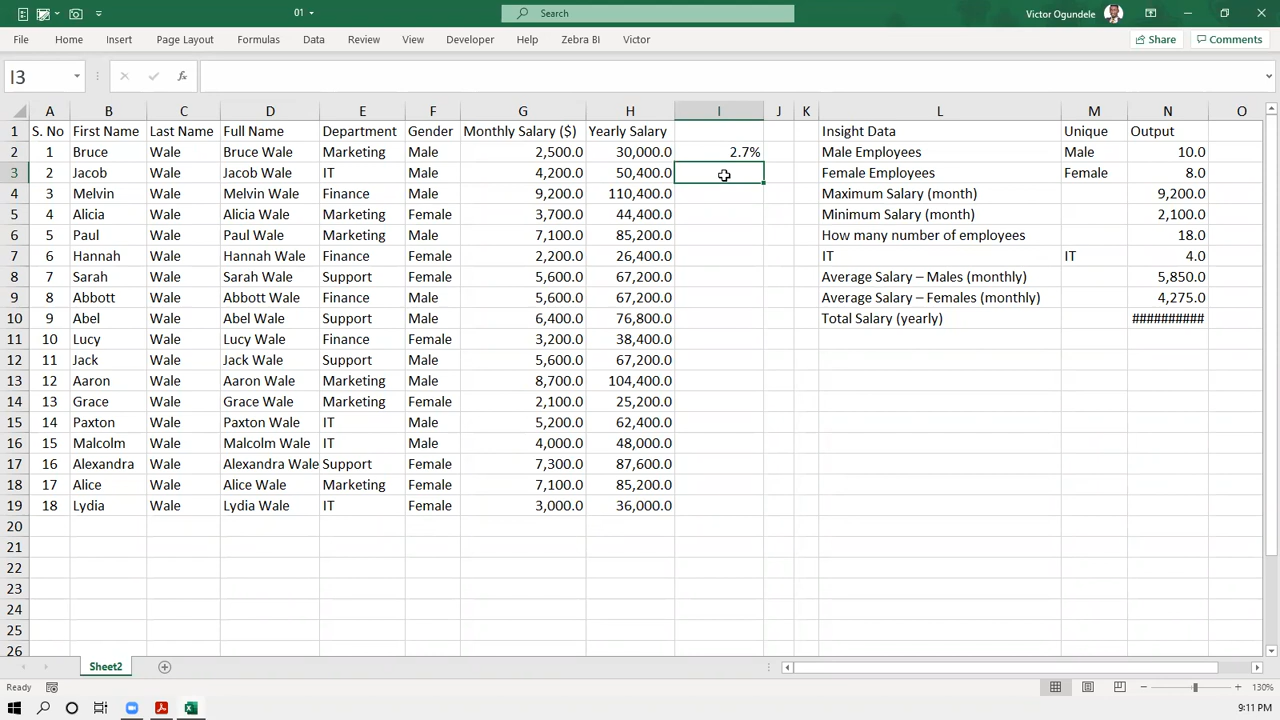 01
Search
Victor Ogundele
File Home Insert Page Layout Formulas Data Review View Developer Help Zebra BI Victor Share Comments
I3 fx
A B C D E F G H I J K L M N O
1 S. No First Name Last Name Full Name Department Gender Monthly Salary ($) Yearly Salary Insight Data Unique Output
2 1 Bruce Wale Bruce Wale Marketing Male 2,500.0 30,000.0 2.7% Male Employees Male 10.0
3 2 Jacob Wale Jacob Wale IT Male 4,200.0 50,400.0 Female Employees Female 8.0
4 3 Melvin Wale Melvin Wale Finance Male 9,200.0 110,400.0 Maximum Salary (month) 9,200.0
5 4 Alicia Wale Alicia Wale Marketing Female 3,700.0 44,400.0 Minimum Salary (month) 2,100.0
6 5 Paul Wale Paul Wale Marketing Male 7,100.0 85,200.0 How many number of employees 18.0
7 6 Hannah Wale Hannah Wale Finance Female 2,200.0 26,400.0 IT IT 4.0
8 7 Sarah Wale Sarah Wale Support Female 5,600.0 67,200.0 Average Salary – Males (monthly) 5,850.0
9 8 Abbott Wale Abbott Wale Finance Male 5,600.0 67,200.0 Average Salary – Females (monthly) 4,275.0
10 9 Abel Wale Abel Wale Support Male 6,400.0 76,800.0 Total Salary (yearly) ##########
11 10 Lucy Wale Lucy Wale Finance Female 3,200.0 38,400.0
12 11 Jack Wale Jack Wale Support Male 5,600.0 67,200.0
13 12 Aaron Wale Aaron Wale Marketing Male 8,700.0 104,400.0
14 13 Grace Wale Grace Wale Marketing Female 2,100.0 25,200.0
15 14 Paxton Wale Paxton Wale IT Male 5,200.0 62,400.0
16 15 Malcolm Wale Malcolm Wale IT Male 4,000.0 48,000.0
17 16 Alexandra Wale Alexandra Wale Support Female 7,300.0 87,600.0
18 17 Alice Wale Alice Wale Marketing Female 7,100.0 85,200.0
19 18 Lydia Wale Lydia Wale IT Female 3,000.0 36,000.0
20
21
22
23
24
25
26
Sheet2
Ready 130%
9:11 PM